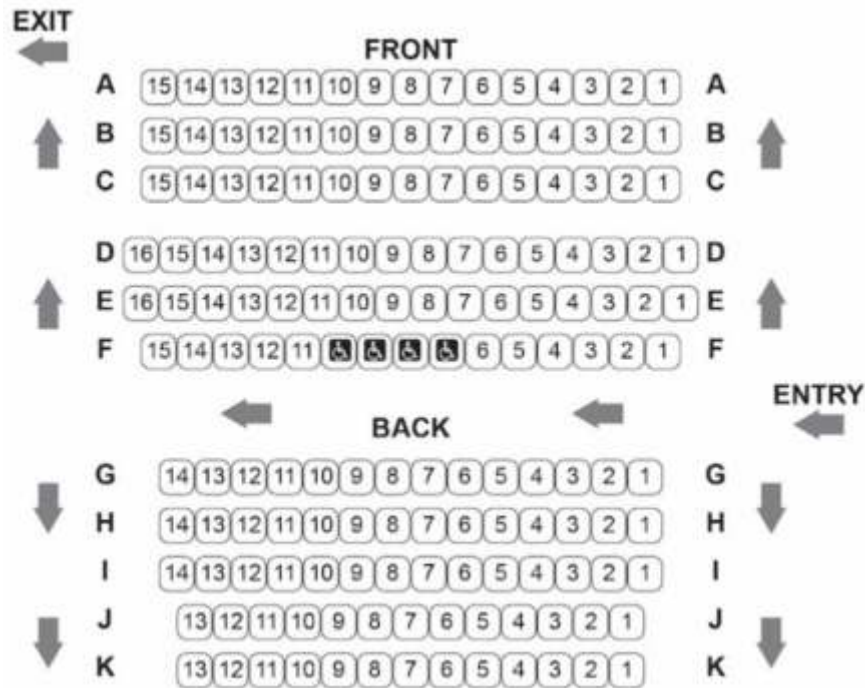 EXIT
FRONT
A 15 14 13 12 11 10 9 8 7 6 5 4 3 2 1 A
B 15 14 13 12 11 10 9 8 7 6 5 4 3 2 1 B
C 15 14 13 12 11 10 9 8 7 6 5 4 3 2 1 C
D 16 15 14 13 12 11 10 9 8 7 6 5 4 3 2 1 D
E 16 15 14 13 12 11 10 9 8 7 6 5 4 3 2 1 E
F 15 14 13 12 11 6 5 4 3 2 1 F
ENTRY
BACK
G 14 13 12 11 10 9 8 7 6 5 4 3 2 1 G
H 14 13 12 11 10 9 8 7 6 5 4 3 2 1 H
I 14 13 12 11 10 9 8 7 6 5 4 3 2 1 I
J 13 12 11 10 9 8 7 6 5 4 3 2 1 J
K 13 12 11 10 9 8 7 6 5 4 3 2 1 K